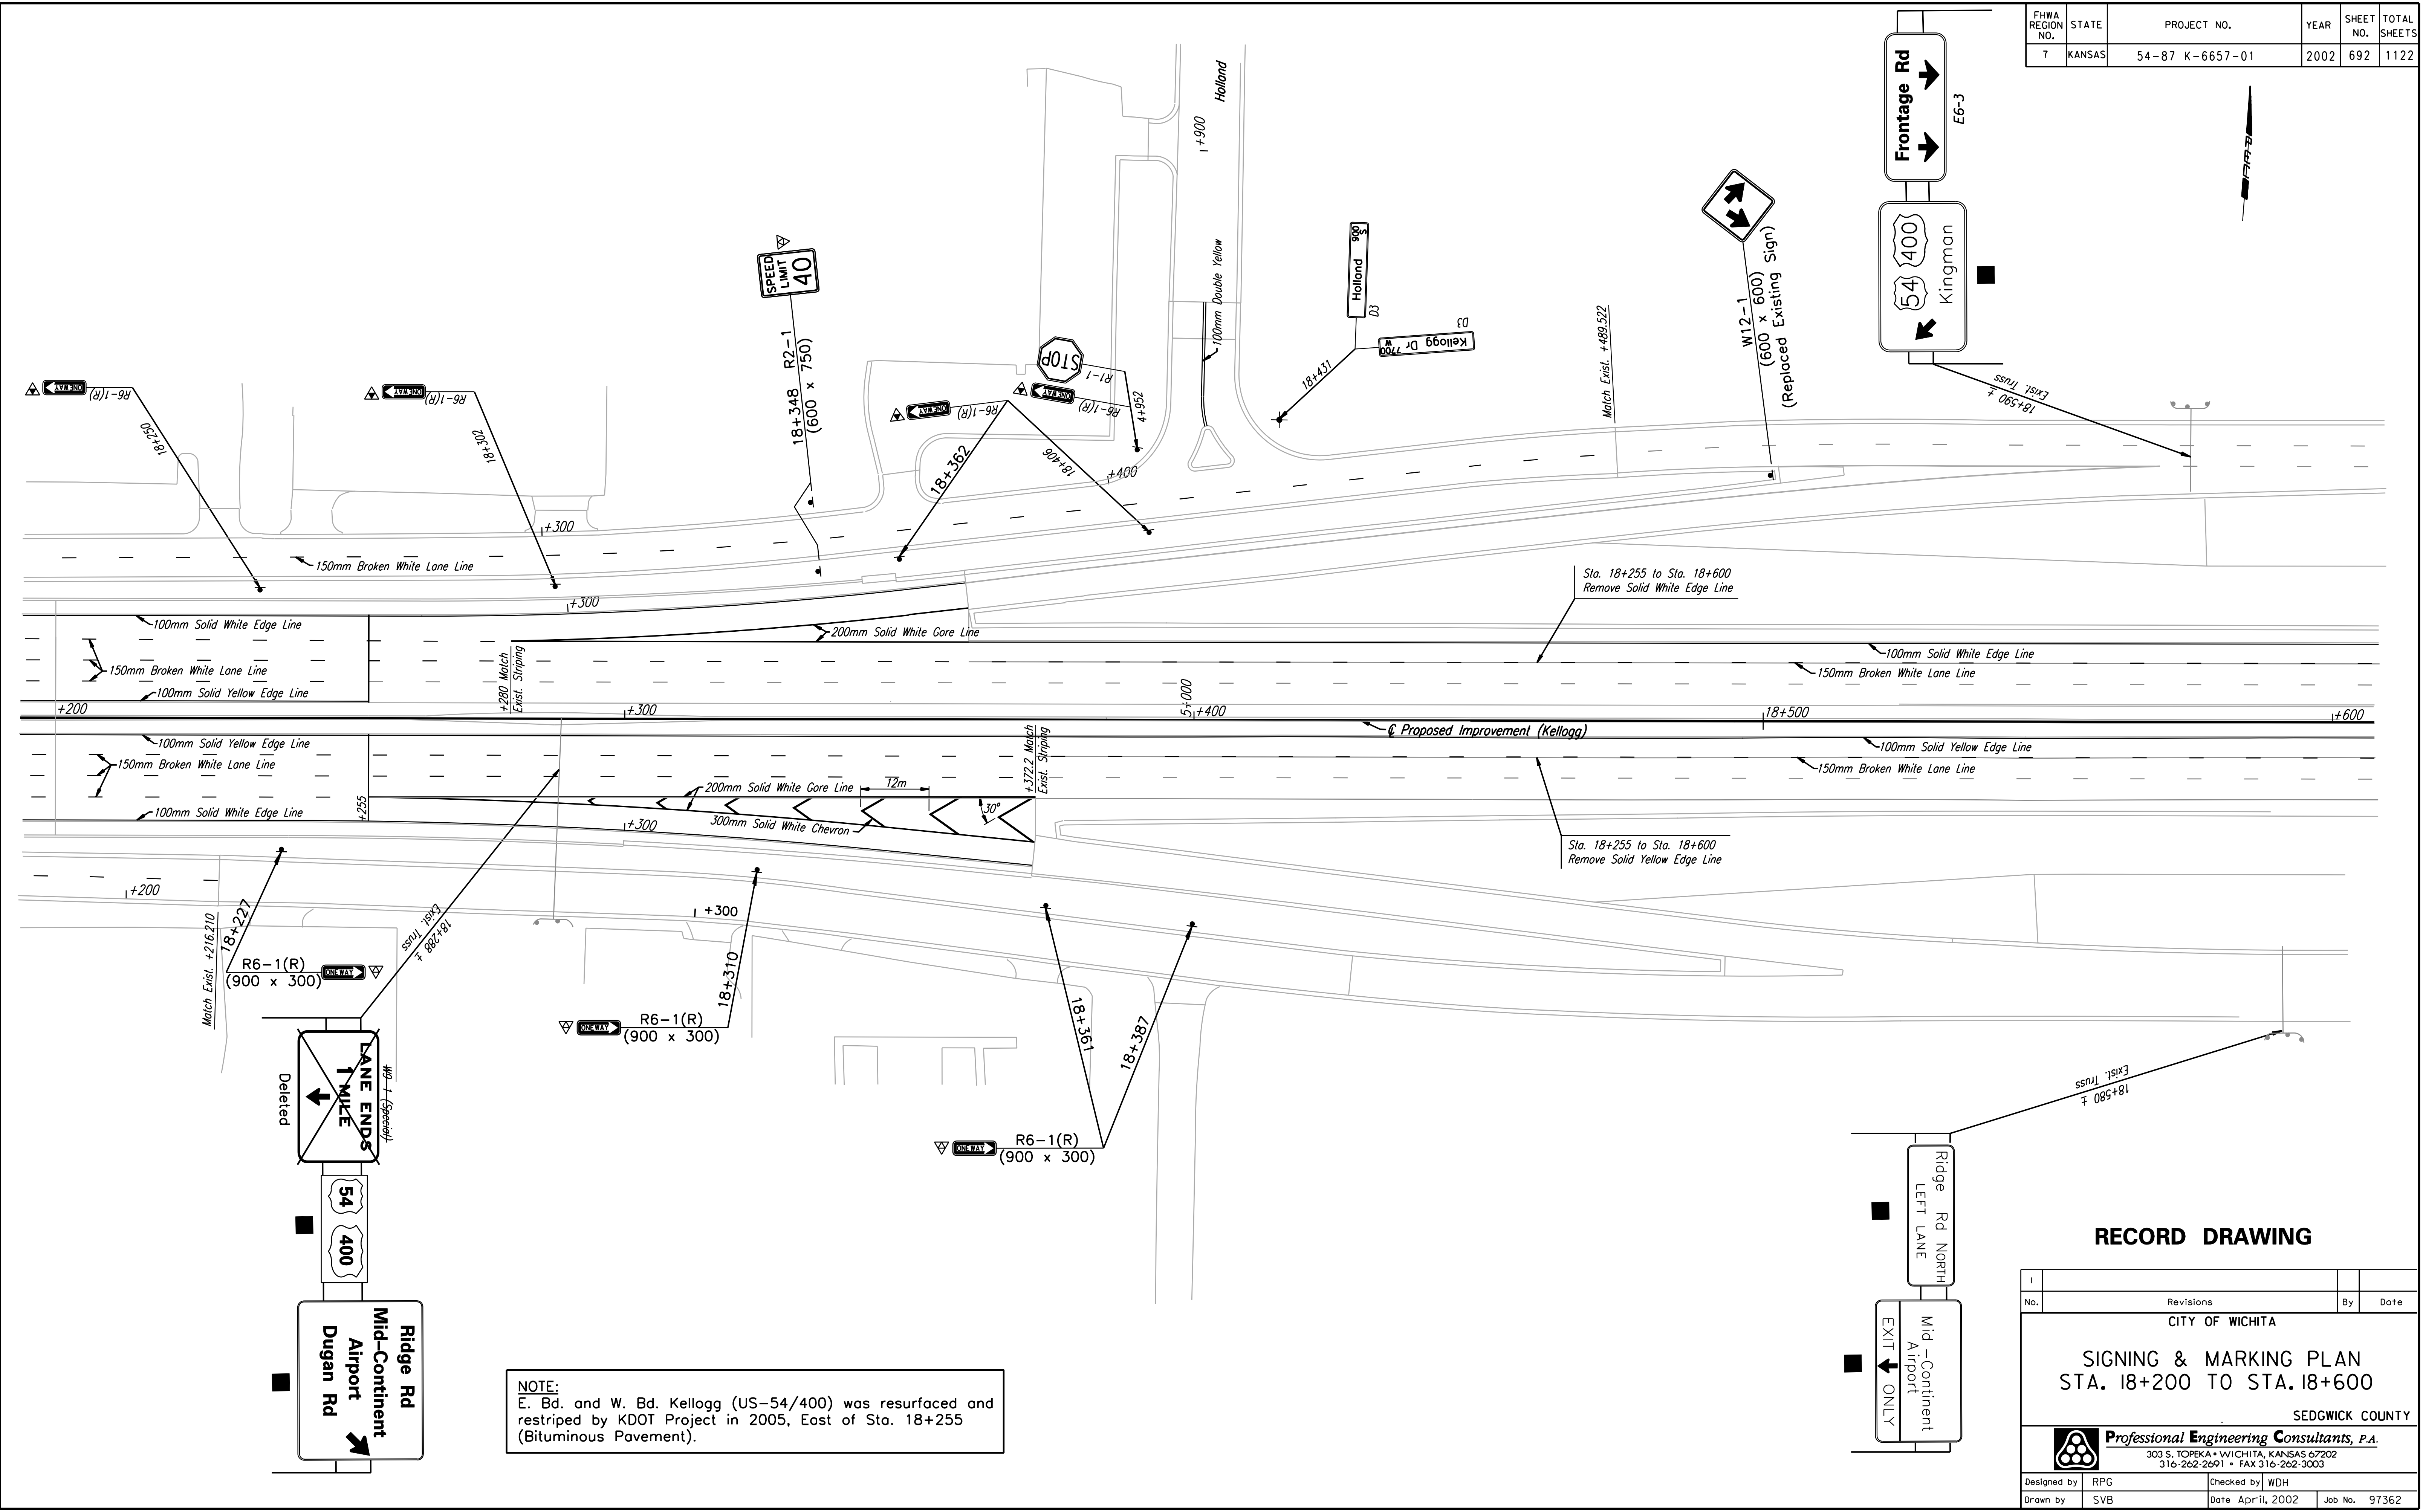 FHWA REGION NO.
STATE
PROJECT NO.
YEAR
SHEET NO.
TOTAL SHEETS
7
KANSAS
54-87 K-6657-01
2002
692
1122
Frontage Rd
E6-3
54
400
Kingman
18+590 ±
Exist. Truss
Holland
+900
100mm Double Yellow
Holland 900 S
D3
Kellogg Dr 7700 W
D3
18+431
Match Exist. +489.522
W12-1
(600 x 600)
(Replaced Existing Sign)
SPEED
LIMIT
40
18+348 R2-1
(600 x 750)
STOP
R1-1
4+952
ONE WAY
R6-1(R)
18+250
ONE WAY
R6-1(R)
18+302
ONE WAY
R6-1(R)
ONE WAY
R6-1(R)
18+362
18+406
+400
+300
150mm Broken White Lane Line
+300
100mm Solid White Edge Line
200mm Solid White Gore Line
Sta. 18+255 to Sta. 18+600
Remove Solid White Edge Line
100mm Solid White Edge Line
150mm Broken White Lane Line
150mm Broken White Lane Line
100mm Solid Yellow Edge Line
+280 Match
Exist. Striping
+200
+300
5+000
+400
18+500
+600
℄ Proposed Improvement (Kellogg)
100mm Solid Yellow Edge Line
150mm Broken White Lane Line
100mm Solid White Edge Line
+255
+372.2 Match
Exist. Striping
100mm Solid Yellow Edge Line
150mm Broken White Lane Line
200mm Solid White Gore Line
12m
30°
300mm Solid White Chevron
+300
Sta. 18+255 to Sta. 18+600
Remove Solid Yellow Edge Line
+200
+300
Match Exist. +216.210
18+227
R6-1(R)
(900 x 300)
ONE WAY
18+288 ±
Exist. Truss
18+310
ONE WAY
R6-1(R)
(900 x 300)
18+361
18+387
ONE WAY
R6-1(R)
(900 x 300)
W9-1 (Special)
LANE ENDS
1 MILE
Deleted
54
400
Ridge Rd
Mid-Continent
Airport
Dugan Rd
Exist. Truss
18+580 ±
Ridge Rd NORTH
LEFT LANE
Mid-Continent
Airport
EXIT ONLY
NOTE:
E. Bd. and W. Bd. Kellogg (US-54/400) was resurfaced and
restriped by KDOT Project in 2005, East of Sta. 18+255
(Bituminous Pavement).
RECORD DRAWING
1
No.
Revisions
By
Date
CITY OF WICHITA
SIGNING & MARKING PLAN
STA. 18+200 TO STA. 18+600
SEDGWICK COUNTY
Professional Engineering Consultants, P.A.
303 S. TOPEKA • WICHITA, KANSAS 67202
316-262-2691 • FAX 316-262-3003
Designed by RPG
Checked by WDH
Drawn by SVB
Date April, 2002
Job No. 97362